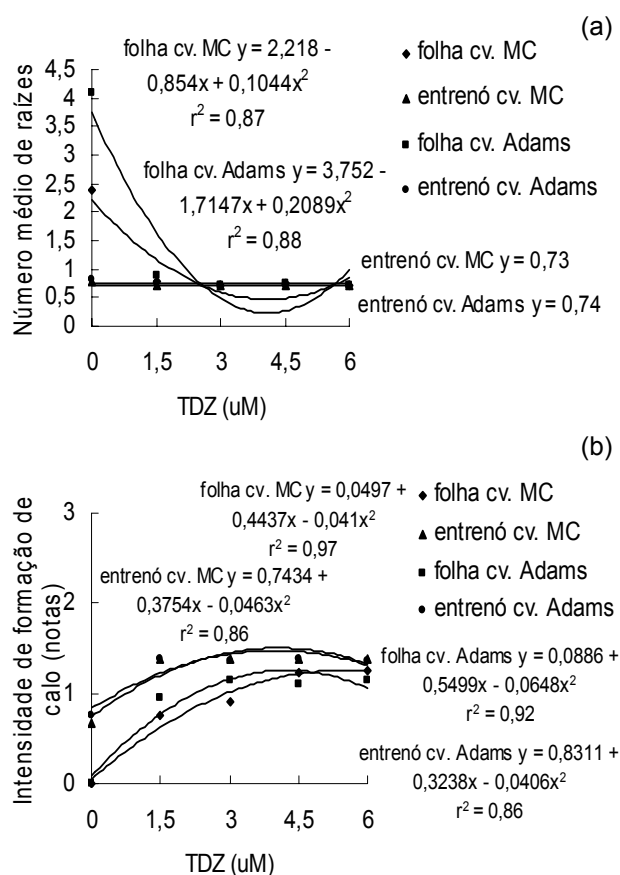 (a)
folha cv. MC y = 2,218 -
0,854x + 0,1044x²
r² = 0,87
folha cv. Adams y = 3,752 -
1,7147x + 0,2089x²
r² = 0,88
entrenó cv. MC y = 0,73
entrenó cv. Adams y = 0,74
folha cv. MC
entrenó cv. MC
folha cv. Adams
entrenó cv. Adams
Número médio de raízes
4,5
4
3,5
3
2,5
2
1,5
1
0,5
0
0 1,5 3 4,5 6
TDZ (uM)
(b)
folha cv. MC y = 0,0497 +
0,4437x - 0,041x²
r² = 0,97
entrenó cv. MC y = 0,7434 +
0,3754x - 0,0463x²
r² = 0,86
folha cv. MC
entrenó cv. MC
folha cv. Adams
entrenó cv. Adams
folha cv. Adams y = 0,0886 +
0,5499x - 0,0648x²
r² = 0,92
entrenó cv. Adams y = 0,8311 +
0,3238x - 0,0406x²
r² = 0,86
Intensidade de formação de
calo (notas)
3
2
1
0
0 1,5 3 4,5 6
TDZ (uM)